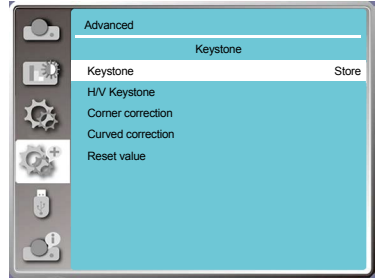 Advanced
Keystone
Keystone Store
H/V Keystone
Corner correction
Curved correction
Reset value